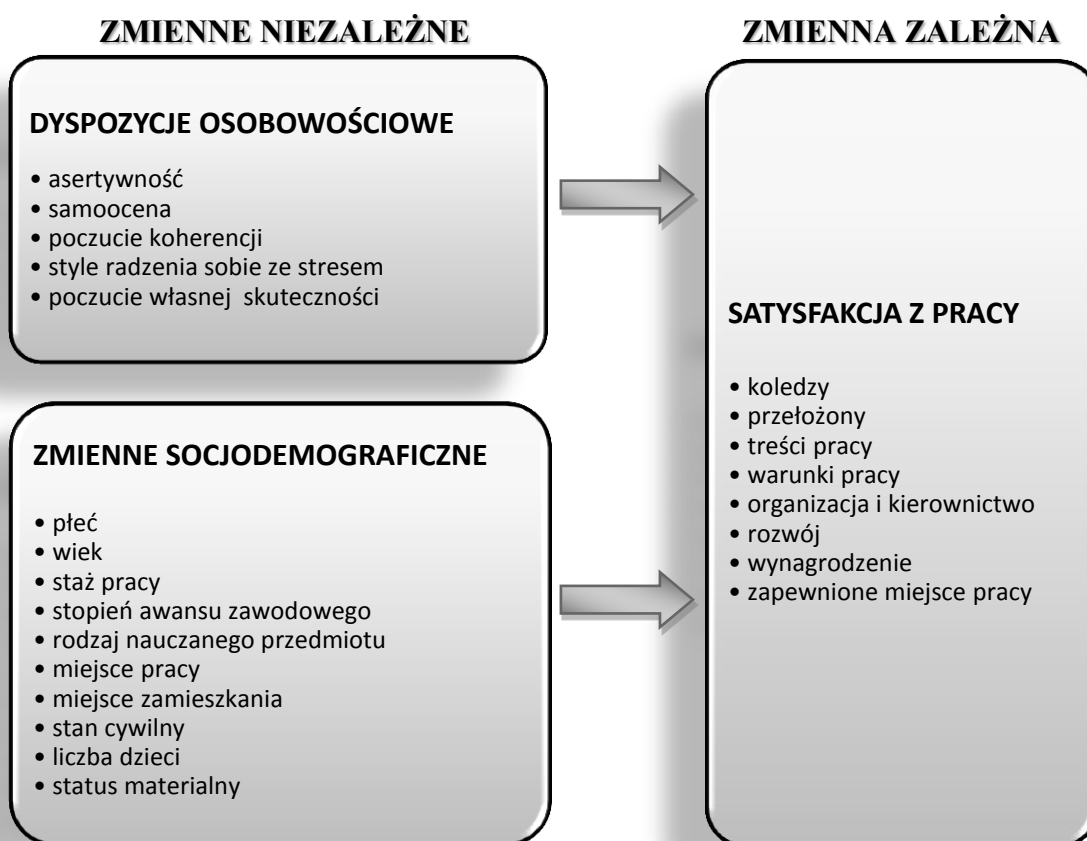 ZMIENNE NIEZALEŻNE
DYSPOZYCJE OSOBOWOŚCIOWE
• asertywność
• samoocena
• poczucie koherencji
• style radzenia sobie ze stresem
• poczucie własnej  skuteczności
ZMIENNE SOCJODEMOGRAFICZNE
• płeć
• wiek
• staż pracy
• stopień awansu zawodowego
• rodzaj nauczanego przedmiotu
• miejsce pracy
• miejsce zamieszkania
• stan cywilny
• liczba dzieci
• status materialny
ZMIENNA ZALEŻNA
SATYSFAKCJA Z PRACY
• koledzy
• przełożony
• treści pracy
• warunki pracy
• organizacja i kierownictwo
• rozwój
• wynagrodzenie
• zapewnione miejsce pracy